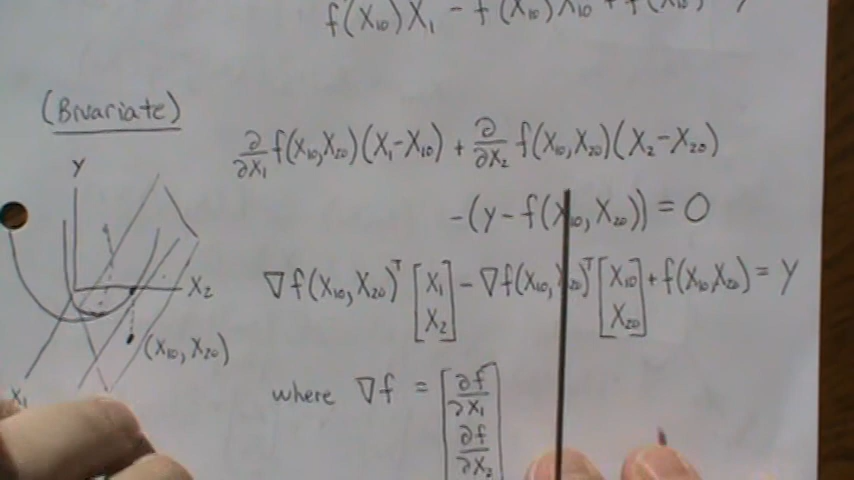 f'(X₁₀)X₁ - f'(X₁₀)X₁₀ + f(X₁₀)
(Bivariate)
∂/∂X₁ f(X₁₀,X₂₀)(X₁-X₁₀) + ∂/∂X₂ f(X₁₀,X₂₀)(X₂-X₂₀)
-(y-f(X₁₀,X₂₀)) = 0
∇f(X₁₀,X₂₀)ᵀ [X₁ X₂] - ∇f(X₁₀,X₂₀)ᵀ [X₁₀ X₂₀] + f(X₁₀,X₂₀) = Y
where ∇f = [∂f/∂X₁ ∂f/∂X₂]
Y
X₂
(X₁₀, X₂₀)
X₁